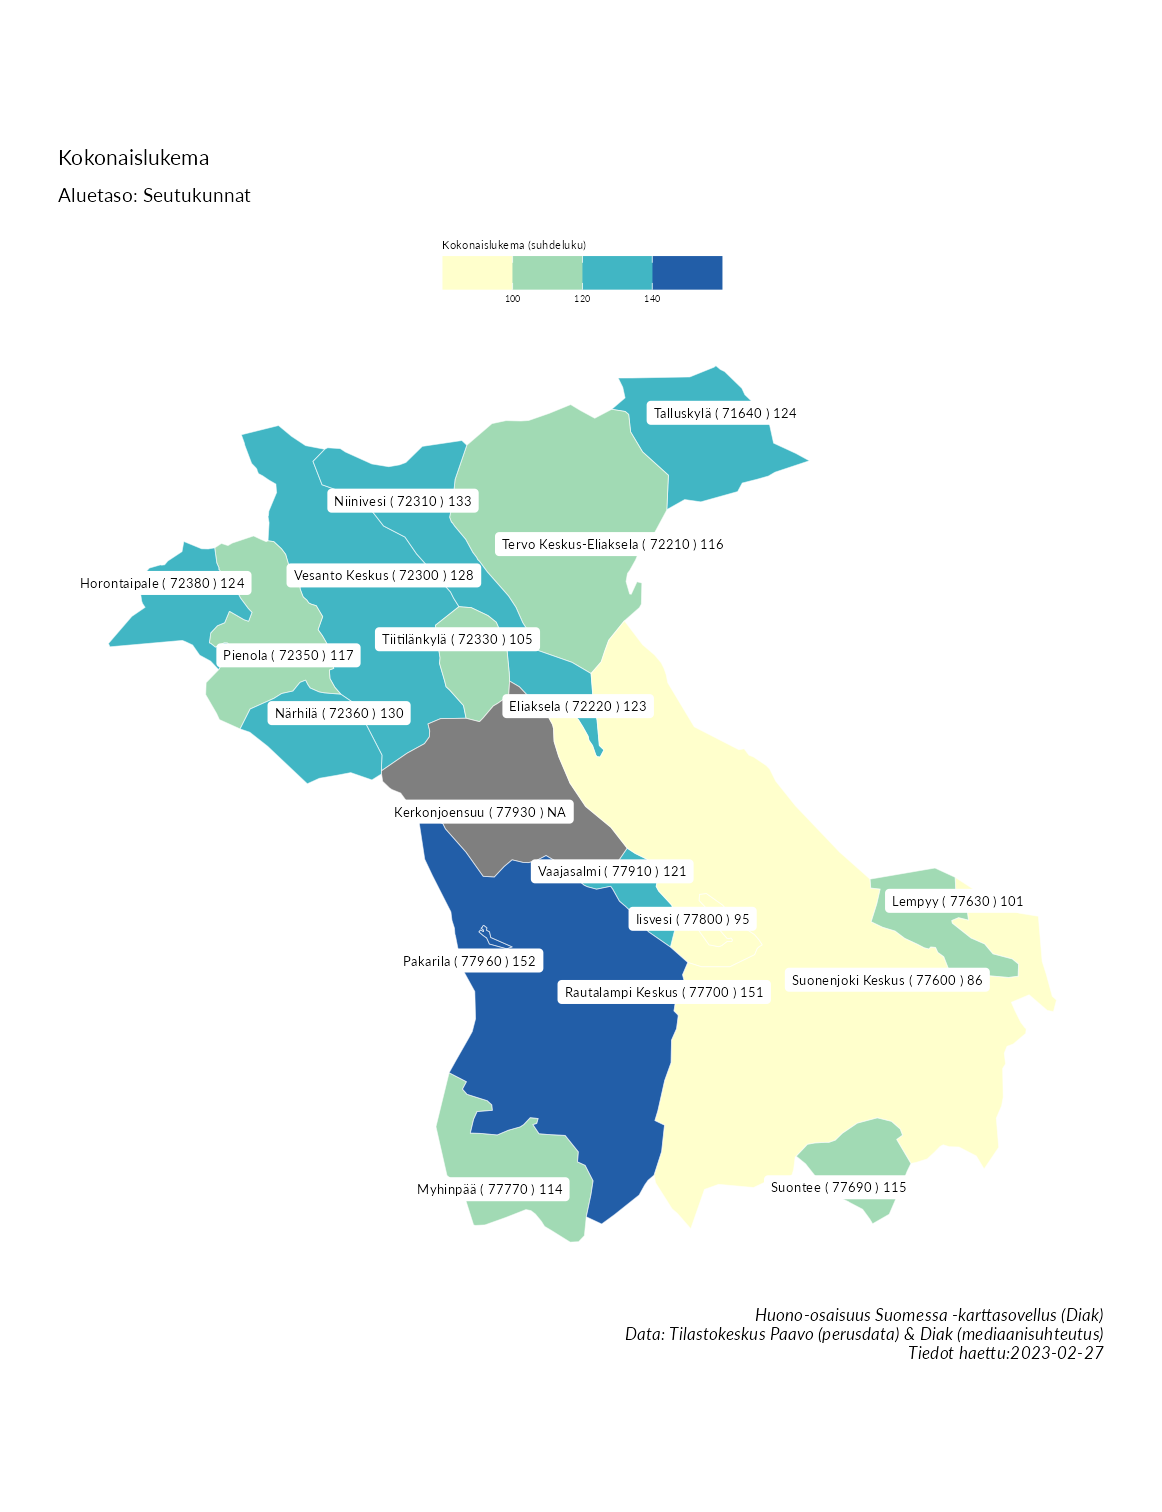 Kokonaislukema
Aluetaso: Seutukunnat
Kokonaislukema (suhdeluku)
100 120 140
Talluskylä ( 71640 ) 124
Niinivesi ( 72310 ) 133
Tervo Keskus-Eliaksela ( 72210 ) 116
Vesanto Keskus ( 72300 ) 128
Horontaipale ( 72380 ) 124
Tiitilänkylä ( 72330 ) 105
Pienola ( 72350 ) 117
Eliaksela ( 72220 ) 123
Närhilä ( 72360 ) 130
Kerkonjoensuu ( 77930 ) NA
Vaajasalmi ( 77910 ) 121
Lempyy ( 77630 ) 101
Iisvesi ( 77800 ) 95
Pakarila ( 77960 ) 152
Suonenjoki Keskus ( 77600 ) 86
Rautalampi Keskus ( 77700 ) 151
Suontee ( 77690 ) 115
Myhinpää ( 77770 ) 114
Huono-osaisuus Suomessa -karttasovellus (Diak)
Data: Tilastokeskus Paavo (perusdata) & Diak (mediaanisuhteutus)
Tiedot haettu:2023-02-27